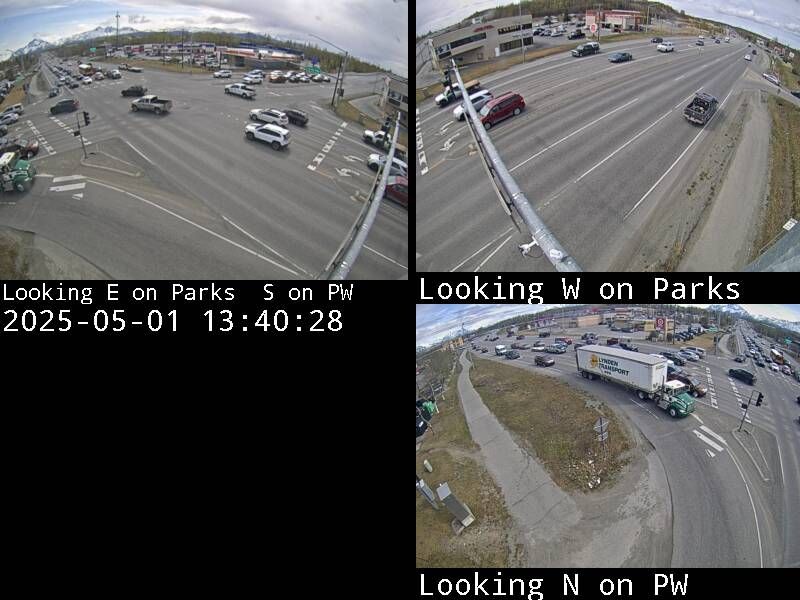 Looking E on Parks S on PW
2025-05-01 13:40:28
Looking W on Parks
LYNDEN
TRANSPORT
Looking N on PW